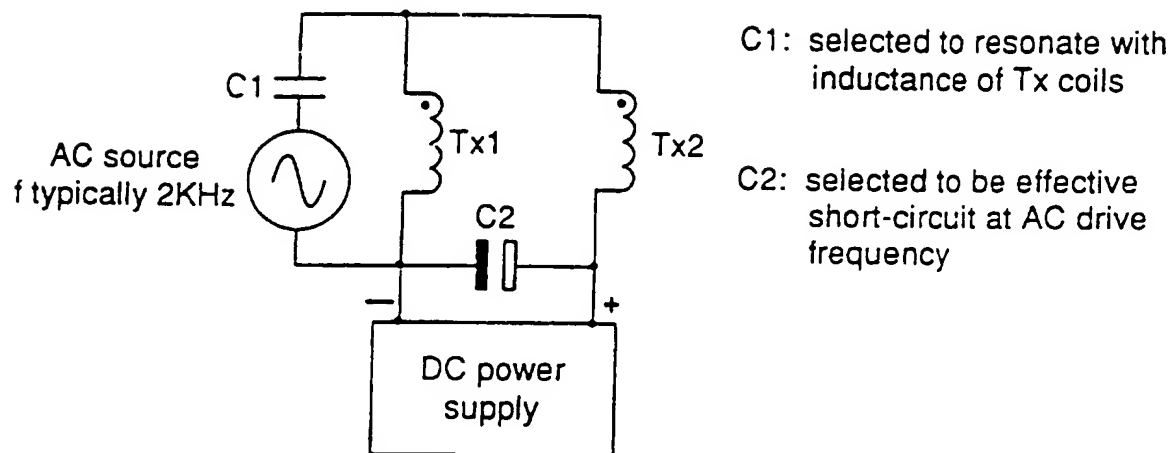 C1: selected to resonate with
inductance of Tx coils
C1
Tx1
Tx2
AC source
f typically 2KHz
C2: selected to be effective
short-circuit at AC drive
frequency
C2
−
+
DC power
supply